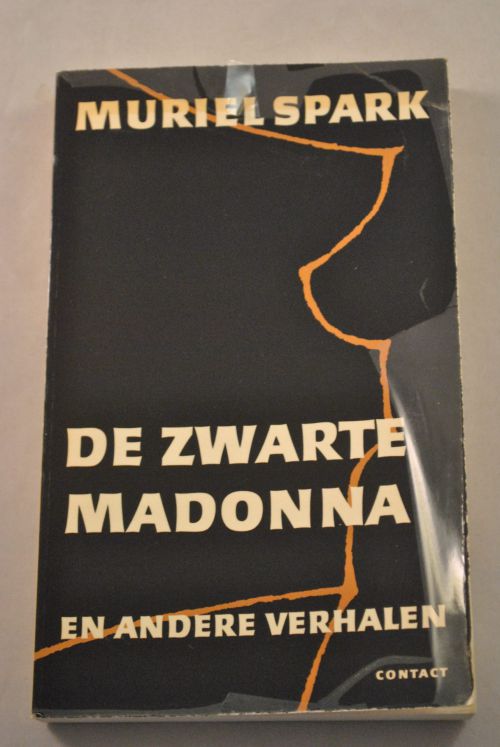 MURIEL SPARK
DE ZWARTE
MADONNA
EN ANDERE VERHALEN
CONTACT